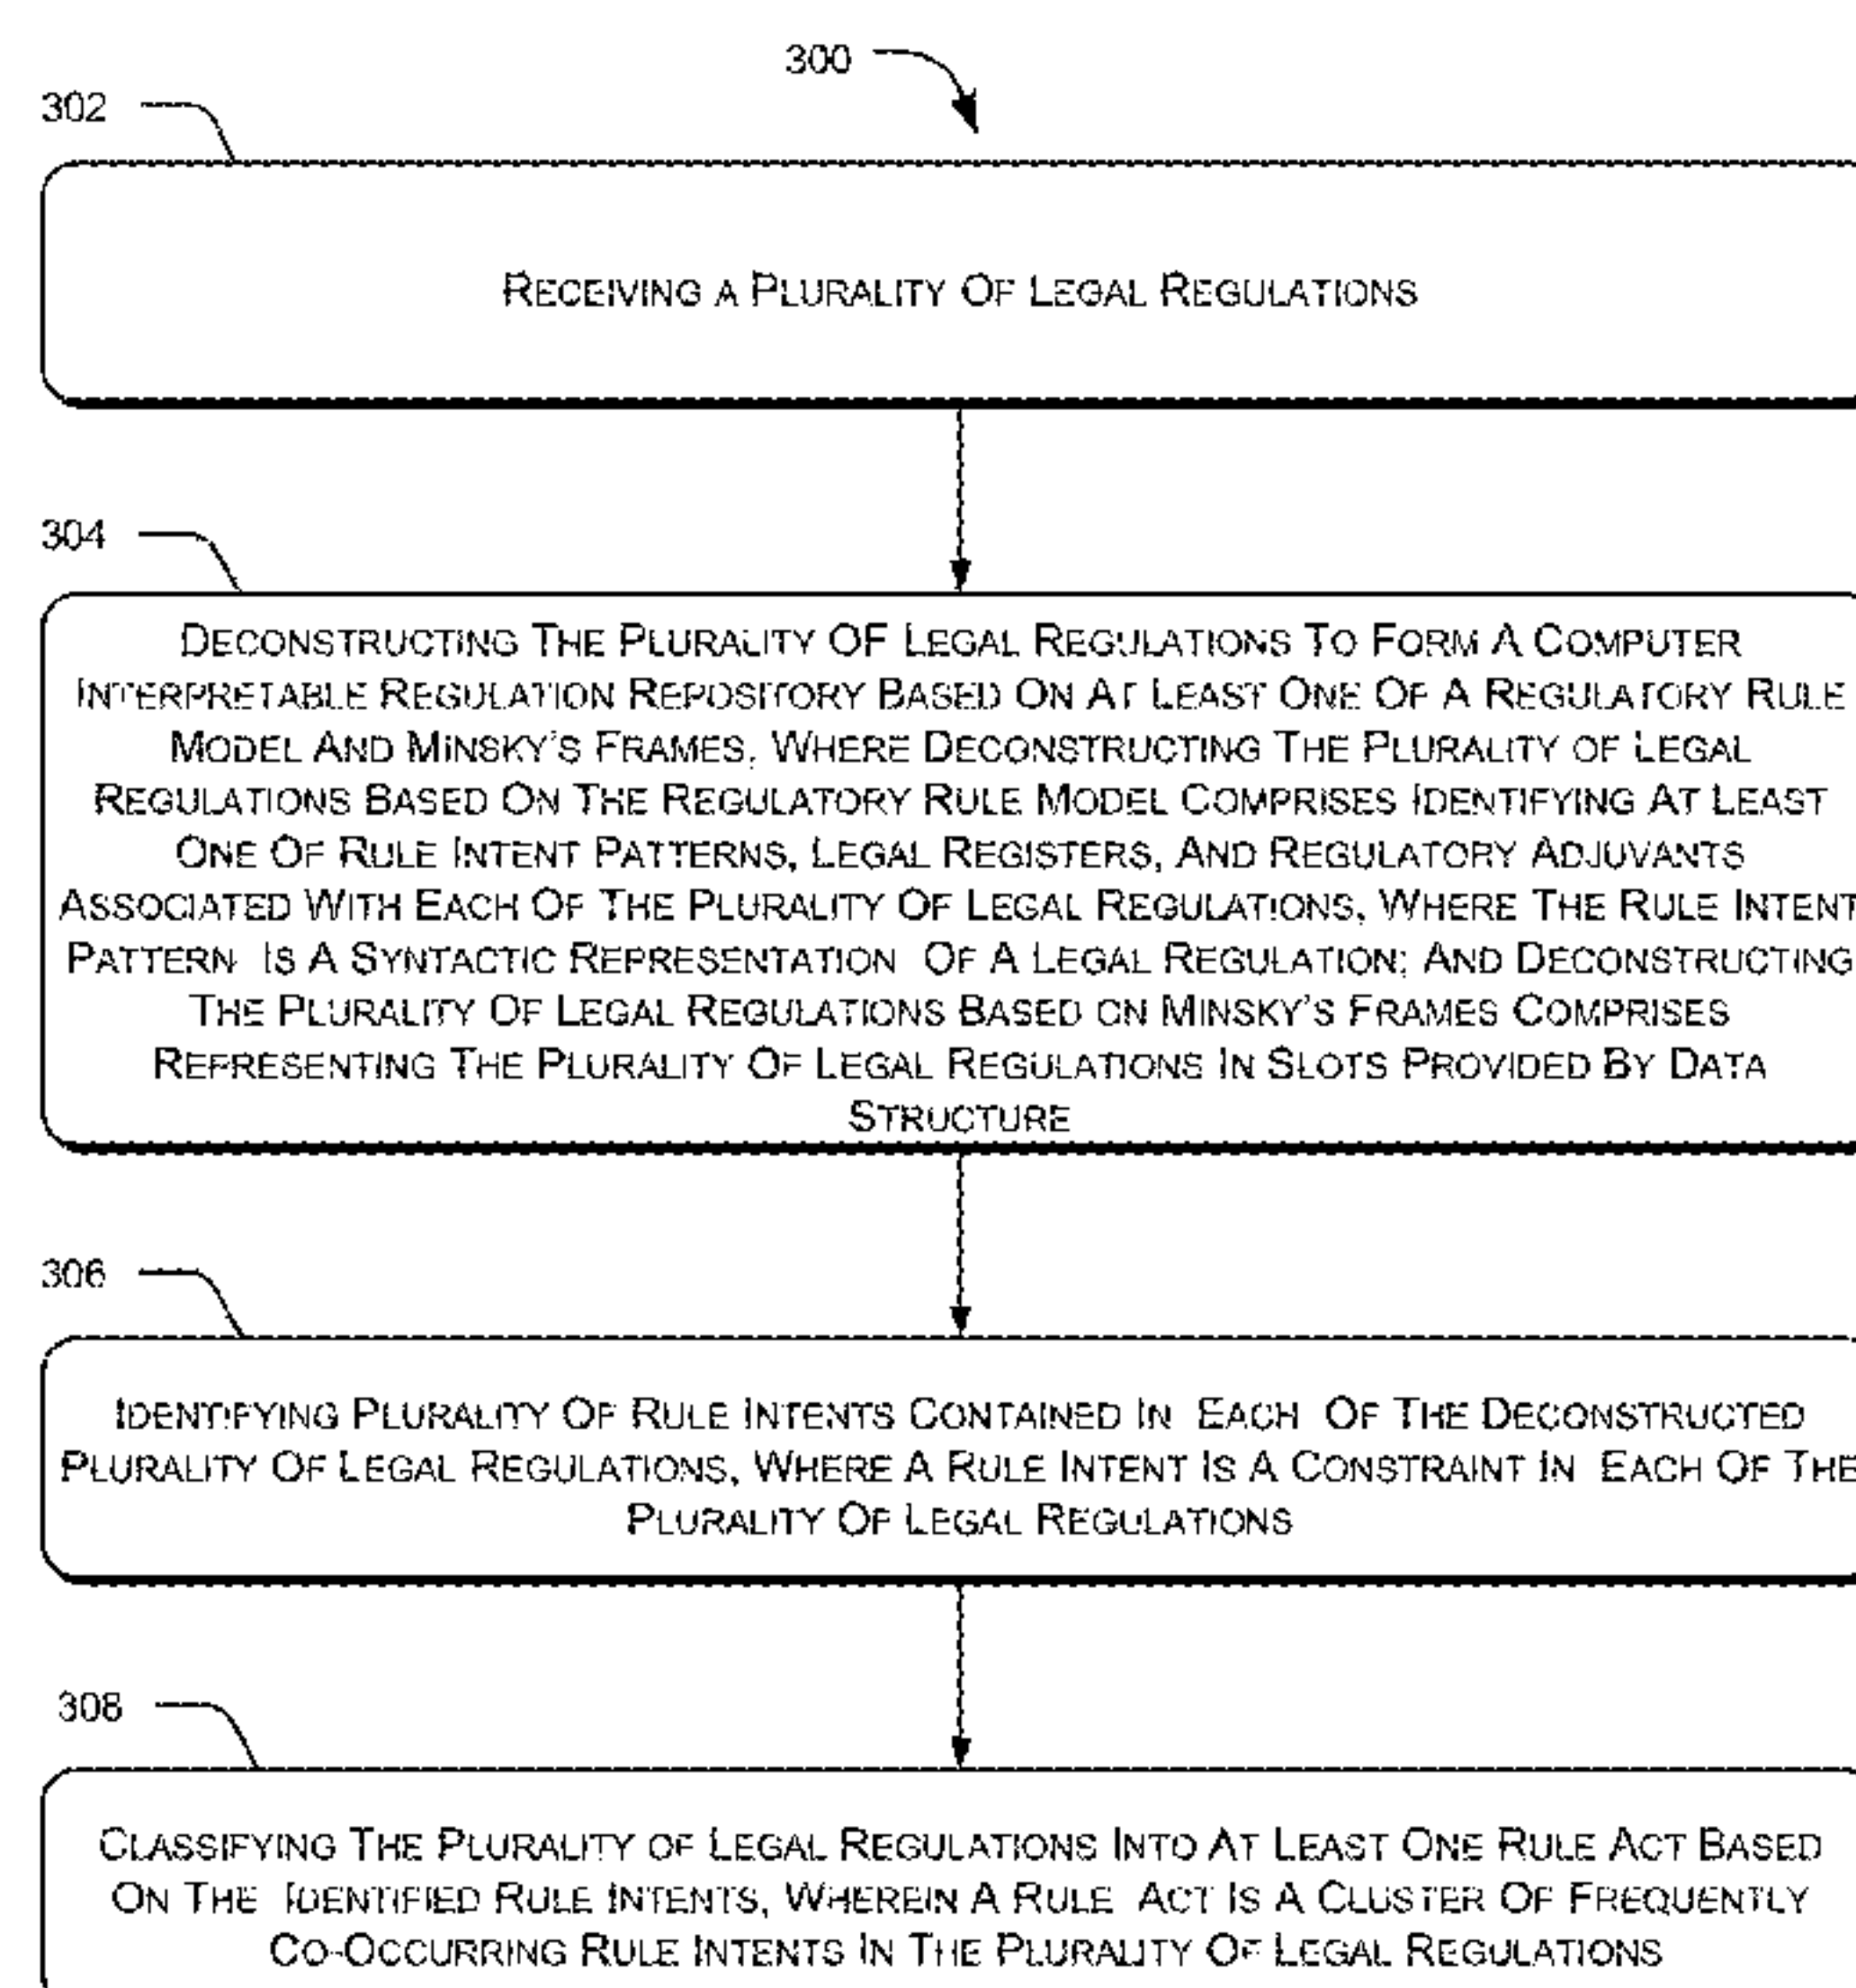 300
302
RECEIVING A PLURALITY OF LEGAL REGULATIONS
304
DECONSTRUCTING THE PLURALITY OF LEGAL REGULATIONS TO FORM A COMPUTER
INTERPRETABLE REGULATION REPOSITORY BASED ON AT LEAST ONE OF A REGULATORY RULE
MODEL AND MINSKY'S FRAMES, WHERE DECONSTRUCTING THE PLURALITY OF LEGAL
REGULATIONS BASED ON THE REGULATORY RULE MODEL COMPRISES IDENTIFYING AT LEAST
ONE OF RULE INTENT PATTERNS, LEGAL REGISTERS, AND REGULATORY ADJUVANTS
ASSOCIATED WITH EACH OF THE PLURALITY OF LEGAL REGULATIONS, WHERE THE RULE INTENT
PATTERN IS A SYNTACTIC REPRESENTATION OF A LEGAL REGULATION; AND DECONSTRUCTING
THE PLURALITY OF LEGAL REGULATIONS BASED ON MINSKY'S FRAMES COMPRISES
REPRESENTING THE PLURALITY OF LEGAL REGULATIONS IN SLOTS PROVIDED BY DATA
STRUCTURE
306
IDENTIFYING PLURALITY OF RULE INTENTS CONTAINED IN EACH OF THE DECONSTRUCTED
PLURALITY OF LEGAL REGULATIONS, WHERE A RULE INTENT IS A CONSTRAINT IN EACH OF THE
PLURALITY OF LEGAL REGULATIONS
308
CLASSIFYING THE PLURALITY OF LEGAL REGULATIONS INTO AT LEAST ONE RULE ACT BASED
ON THE IDENTIFIED RULE INTENTS, WHEREIN A RULE ACT IS A CLUSTER OF FREQUENTLY
CO-OCCURRING RULE INTENTS IN THE PLURALITY OF LEGAL REGULATIONS